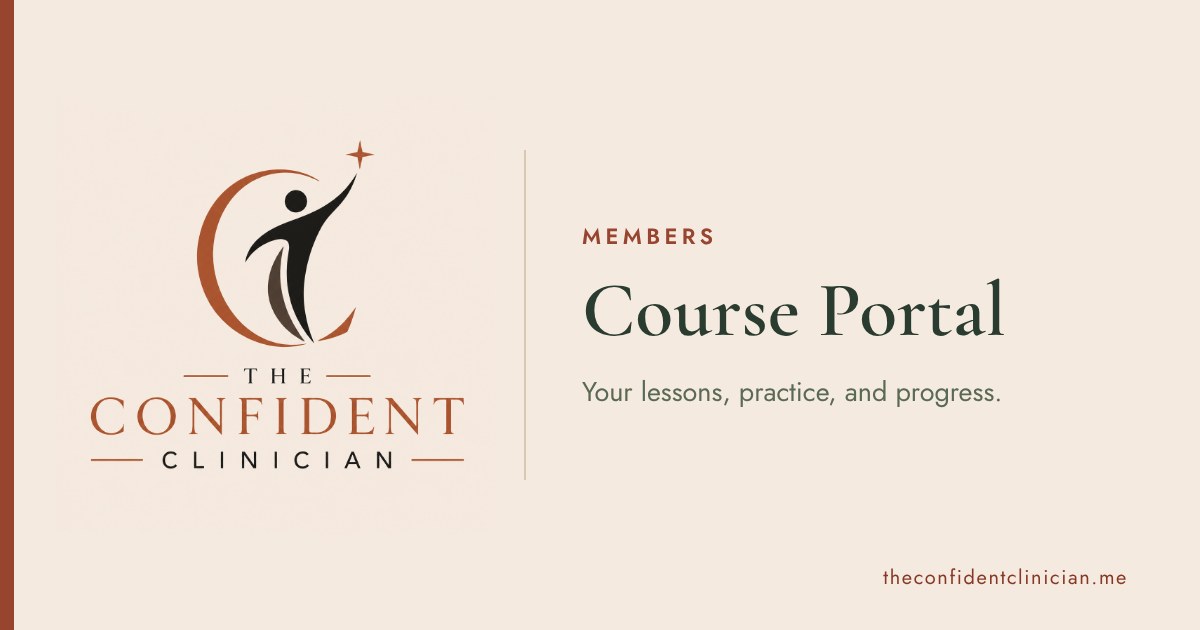 THE
CONFIDENT
CLINICIAN
MEMBERS
Course Portal
Your lessons, practice, and progress.
theconfidentclinician.me